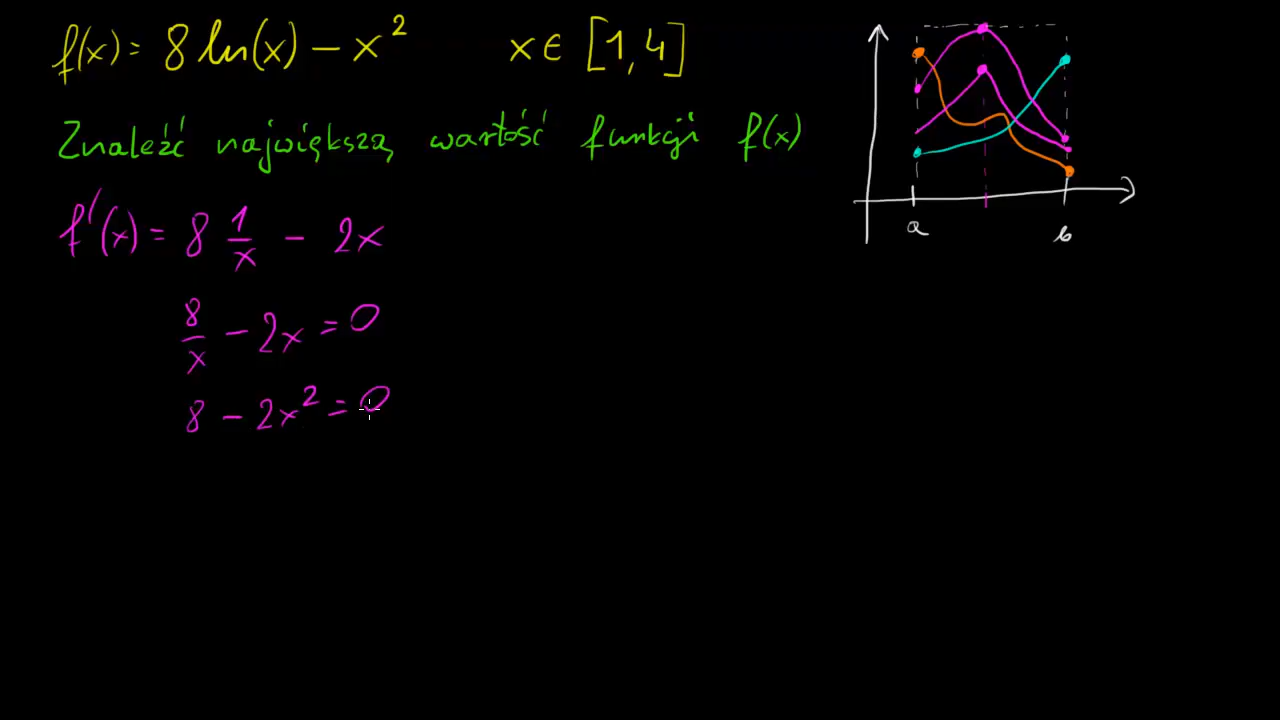 f(x) = 8 ln(x) − x² x ∈ [1,4]
Znaleźć największą wartość funkcji f(x)
f'(x) = 8 1/x − 2x
8/x − 2x = 0
8 − 2x² = 0
a b